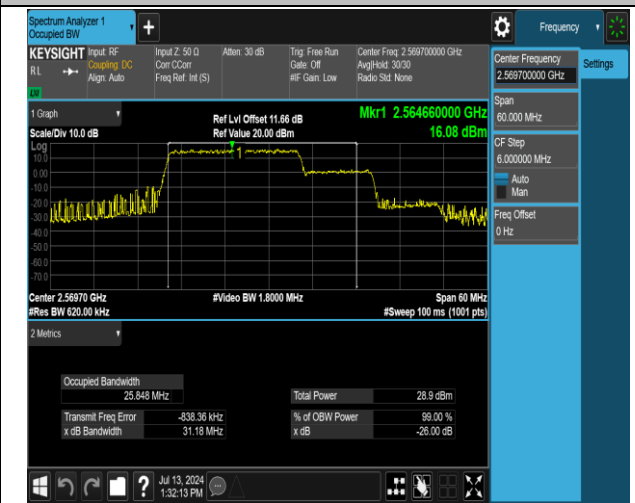 Spectrum Analyzer 1
Occupied BW
Frequency
KEYSIGHT
Input: RF
Coupling: DC
Align: Auto
Input Z: 50 Ω
Corr CCorr
Freq Ref: Int (S)
Atten: 30 dB
Trig: Free Run
Gate: Off
#IF Gain: Low
Center Freq: 2.569700000 GHz
Avg|Hold: 30/30
Radio Std: None
RL
LXI
1 Graph
Scale/Div 10.0 dB
Ref Lvl Offset 11.66 dB
Ref Value 20.00 dBm
Mkr1 2.564660000 GHz
16.08 dBm
Log
10.0
0.00
-10.0
-20.0
-30.0
-40.0
-50.0
-60.0
-70.0
1
Center 2.56970 GHz
#Res BW 620.00 kHz
#Video BW 1.8000 MHz
Span 60 MHz
#Sweep 100 ms (1001 pts)
2 Metrics
Occupied Bandwidth
25.848 MHz
Transmit Freq Error -838.36 kHz
x dB Bandwidth 31.18 MHz
Total Power 28.9 dBm
% of OBW Power 99.00 %
x dB -26.00 dB
Center Frequency
2.569700000 GHz
Settings
Span
60.000 MHz
CF Step
6.000000 MHz
Auto
Man
Freq Offset
0 Hz
Jul 13, 2024
1:32:13 PM